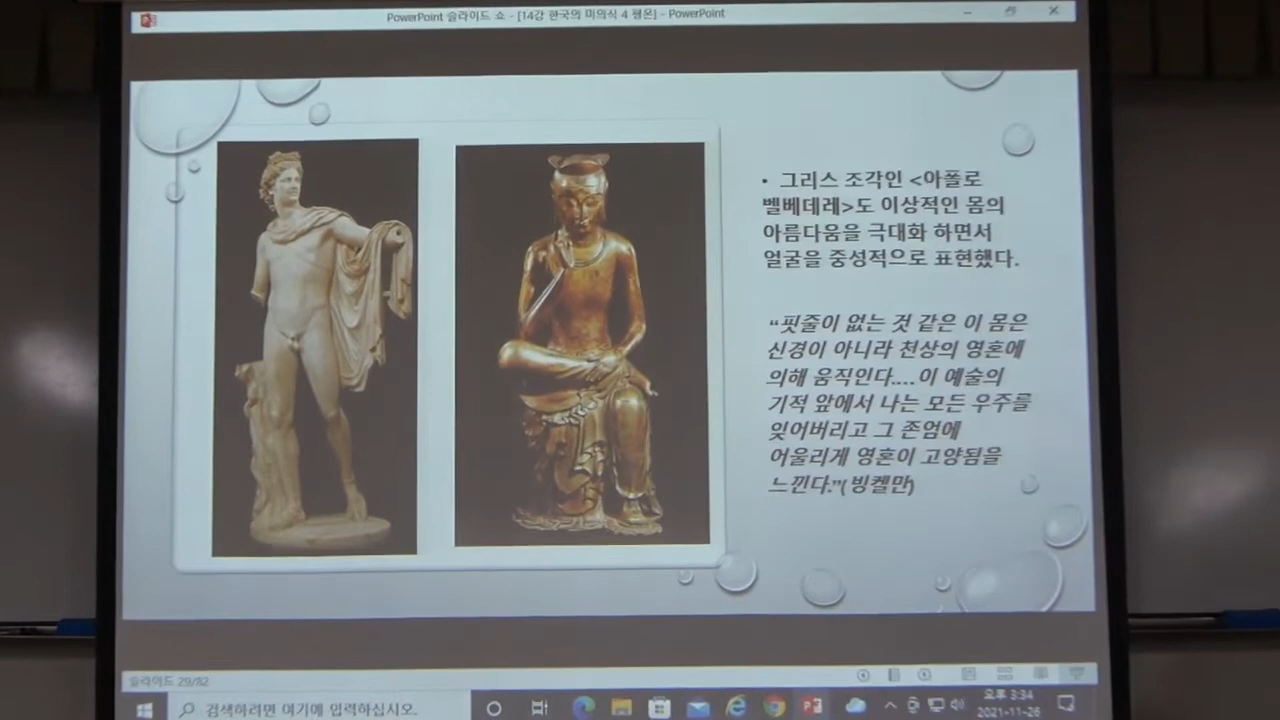 PowerPoint 슬라이드 쇼 - [14강 한국의 미의식 4 평온] - PowerPoint
• 그리스 조각인 <아폴로
벨베데레>도 이상적인 몸의
아름다움을 극대화 하면서
얼굴을 중성적으로 표현했다.
“핏줄이 없는 것 같은 이 몸은
신경이 아니라 천상의 영혼에
의해 움직인다.... 이 예술의
기적 앞에서 나는 모든 우주를
잊어버리고 그 존엄에
어울리게 영혼이 고양됨을
느낀다.”(빙켈만)
슬라이드 29/82
검색하려면 여기에 입력하십시오.
오후 3:34
2021-11-26